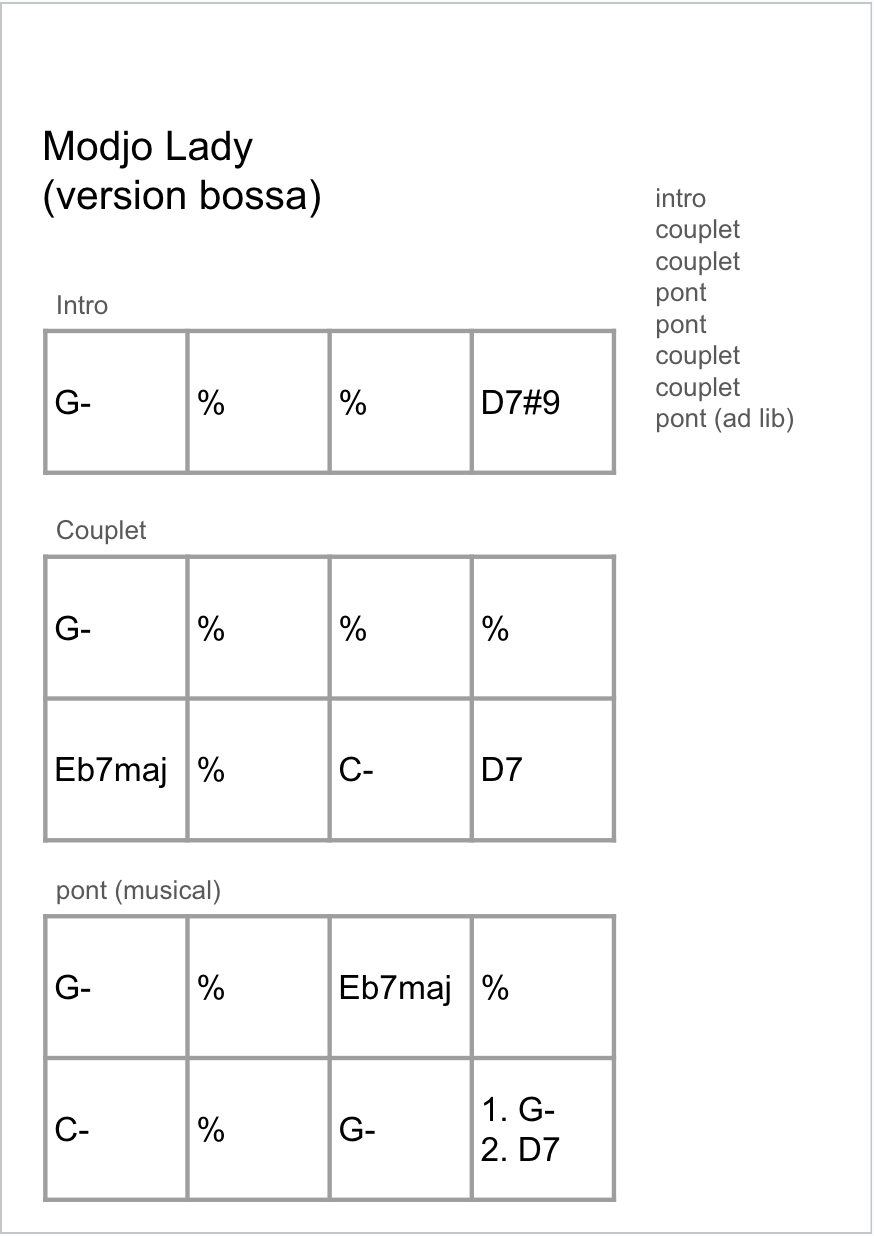 Modjo Lady
(version bossa)
intro
couplet
couplet
pont
pont
couplet
couplet
pont (ad lib)
Intro
G- % % D7#9
Couplet
G- % % %
Eb7maj % C- D7
pont (musical)
G- % Eb7maj %
C- % G- 1. G-
2. D7